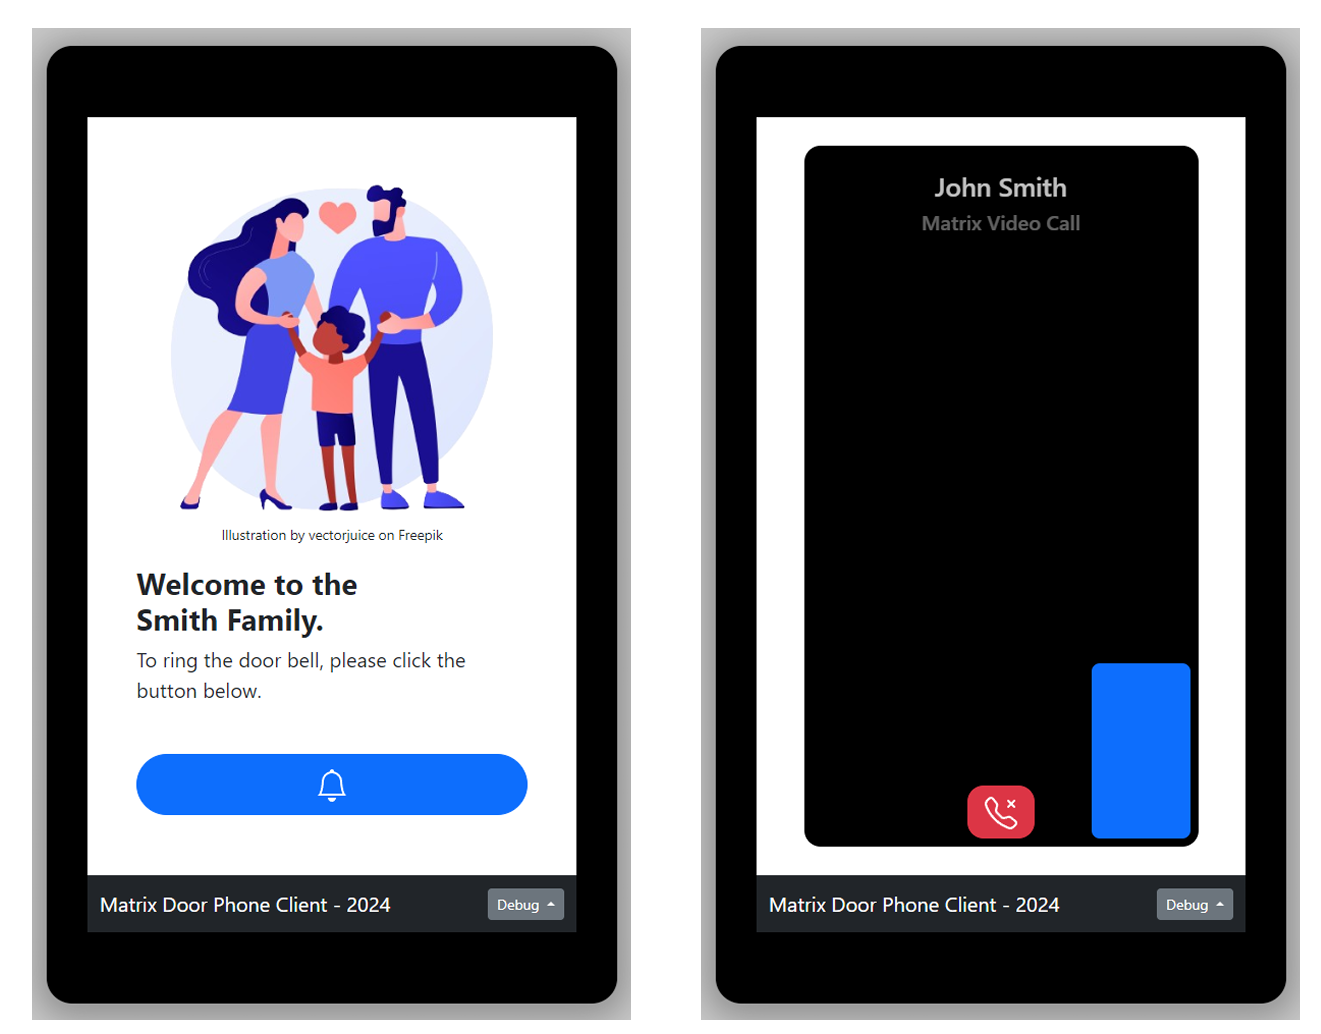 Illustration by vectorjuice on Freepik
Welcome to the
Smith Family.
To ring the door bell, please click the
button below.
Matrix Door Phone Client - 2024
Debug
John Smith
Matrix Video Call
Matrix Door Phone Client - 2024
Debug